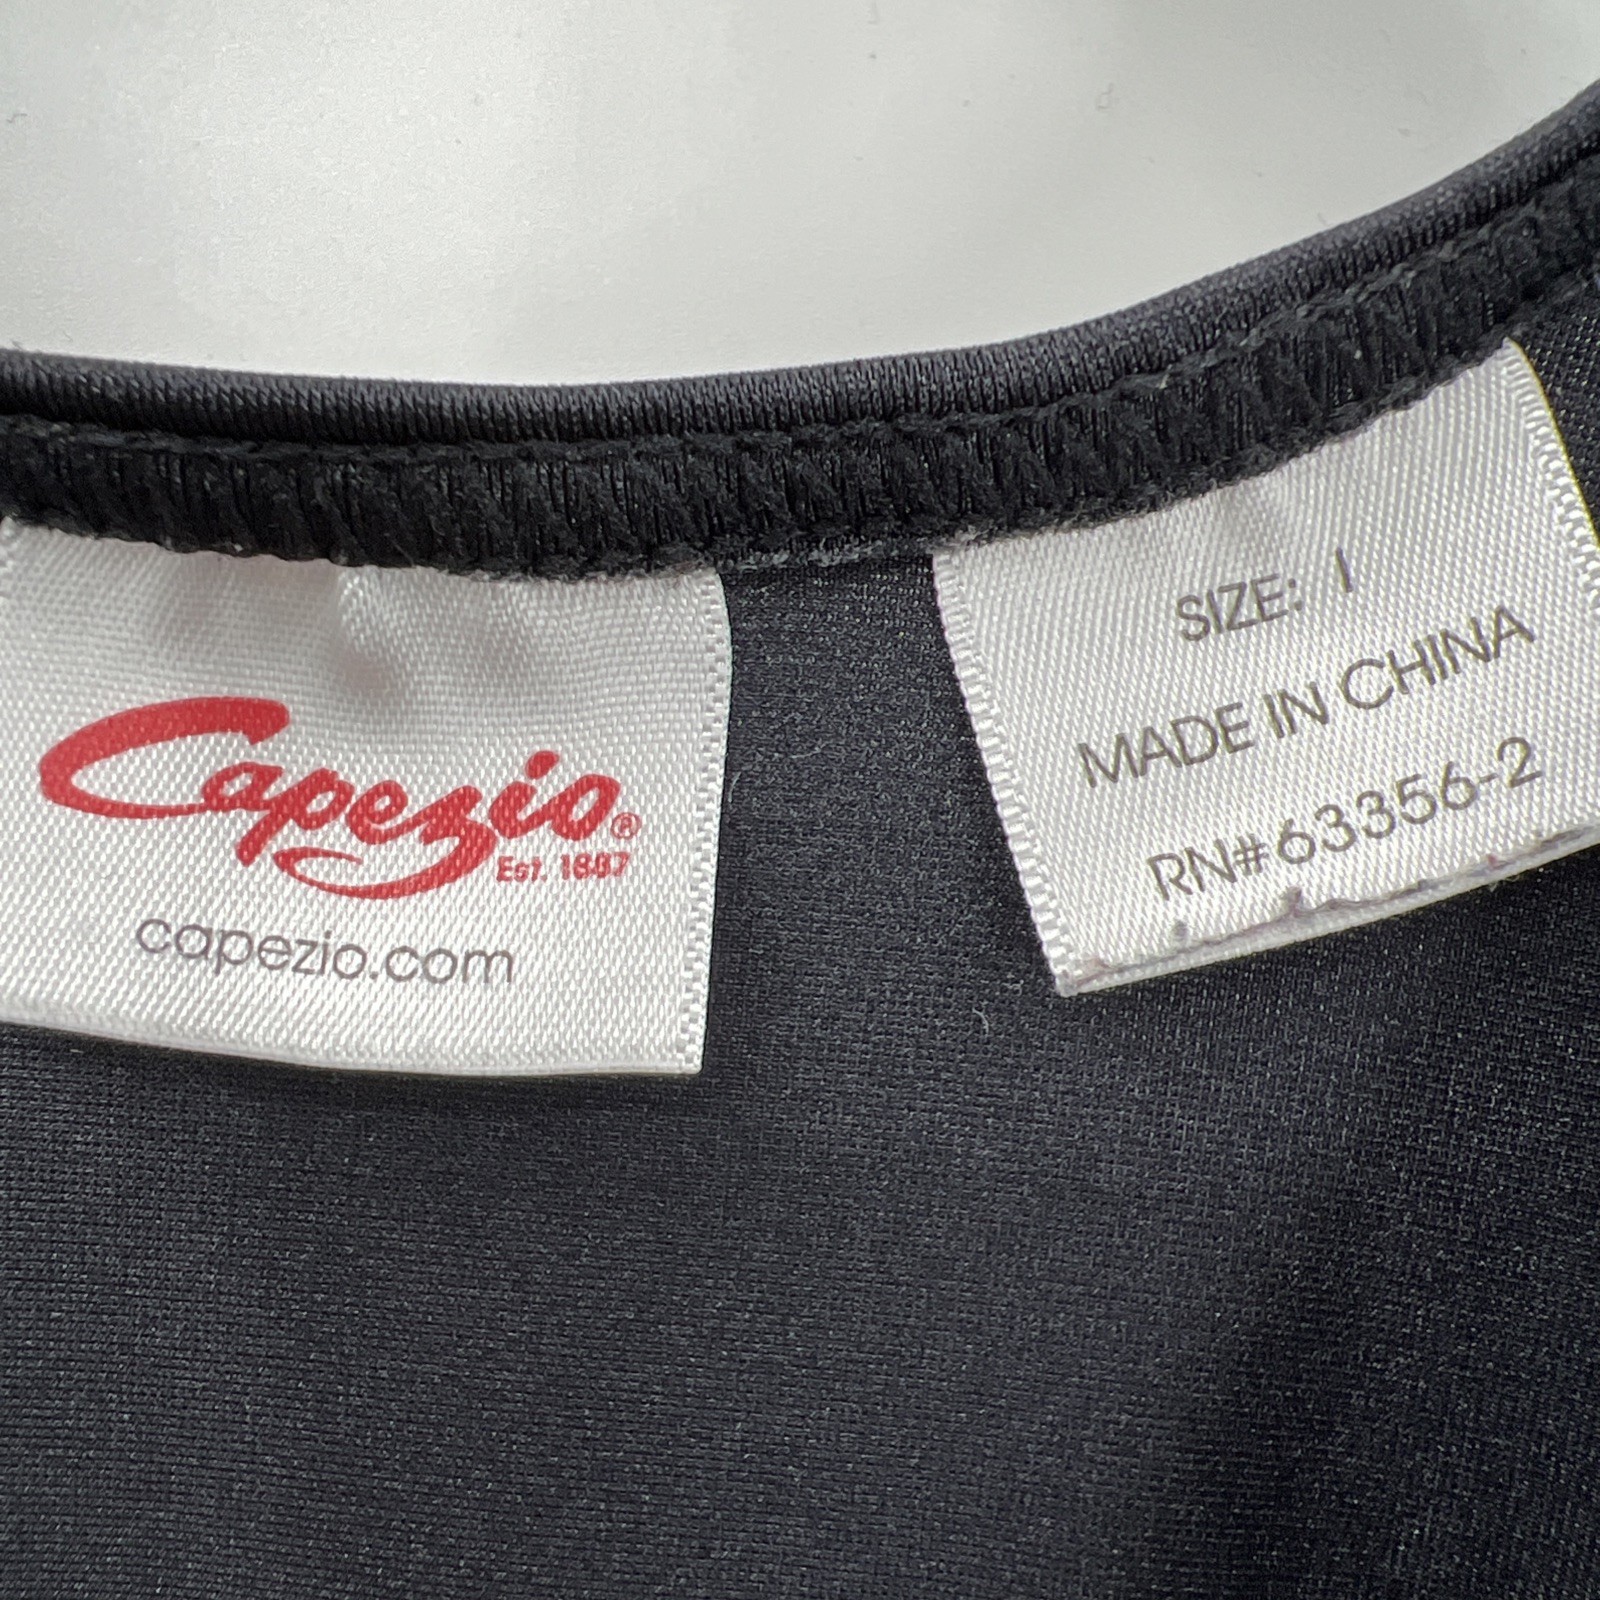 Capezio®
Est. 1887
capezio.com
SIZE: I
MADE IN CHINA
RN# 63356-2